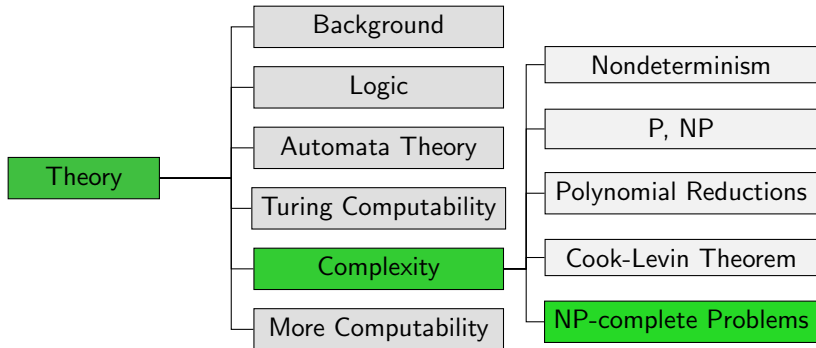 Theory
Background
Logic
Automata Theory
Turing Computability
Complexity
More Computability
Nondeterminism
P, NP
Polynomial Reductions
Cook-Levin Theorem
NP-complete Problems